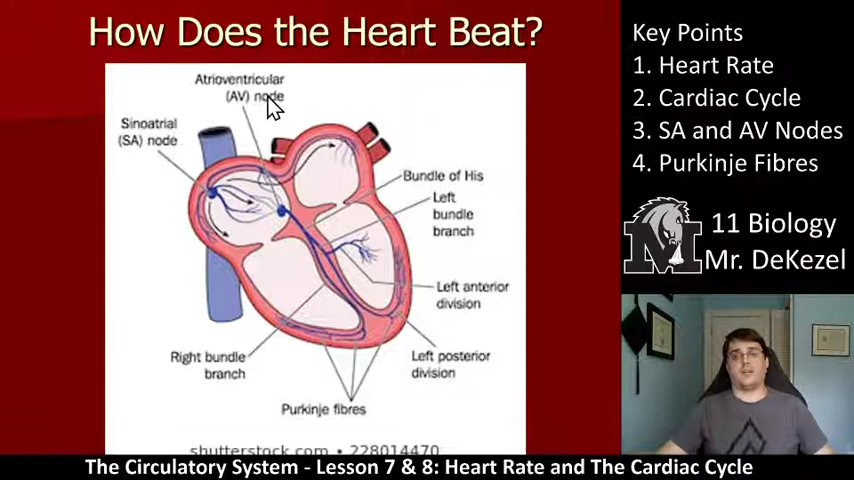 How Does the Heart Beat?
Atrioventricular
(AV) node
Sinoatrial
(SA) node
Bundle of His
Left
bundle
branch
Left anterior
division
Left posterior
division
Right bundle
branch
Purkinje fibres
shutterstock.com • 228014470
Key Points
1. Heart Rate
2. Cardiac Cycle
3. SA and AV Nodes
4. Purkinje Fibres
M
11 Biology
Mr. DeKezel
The Circulatory System - Lesson 7 & 8: Heart Rate and The Cardiac Cycle